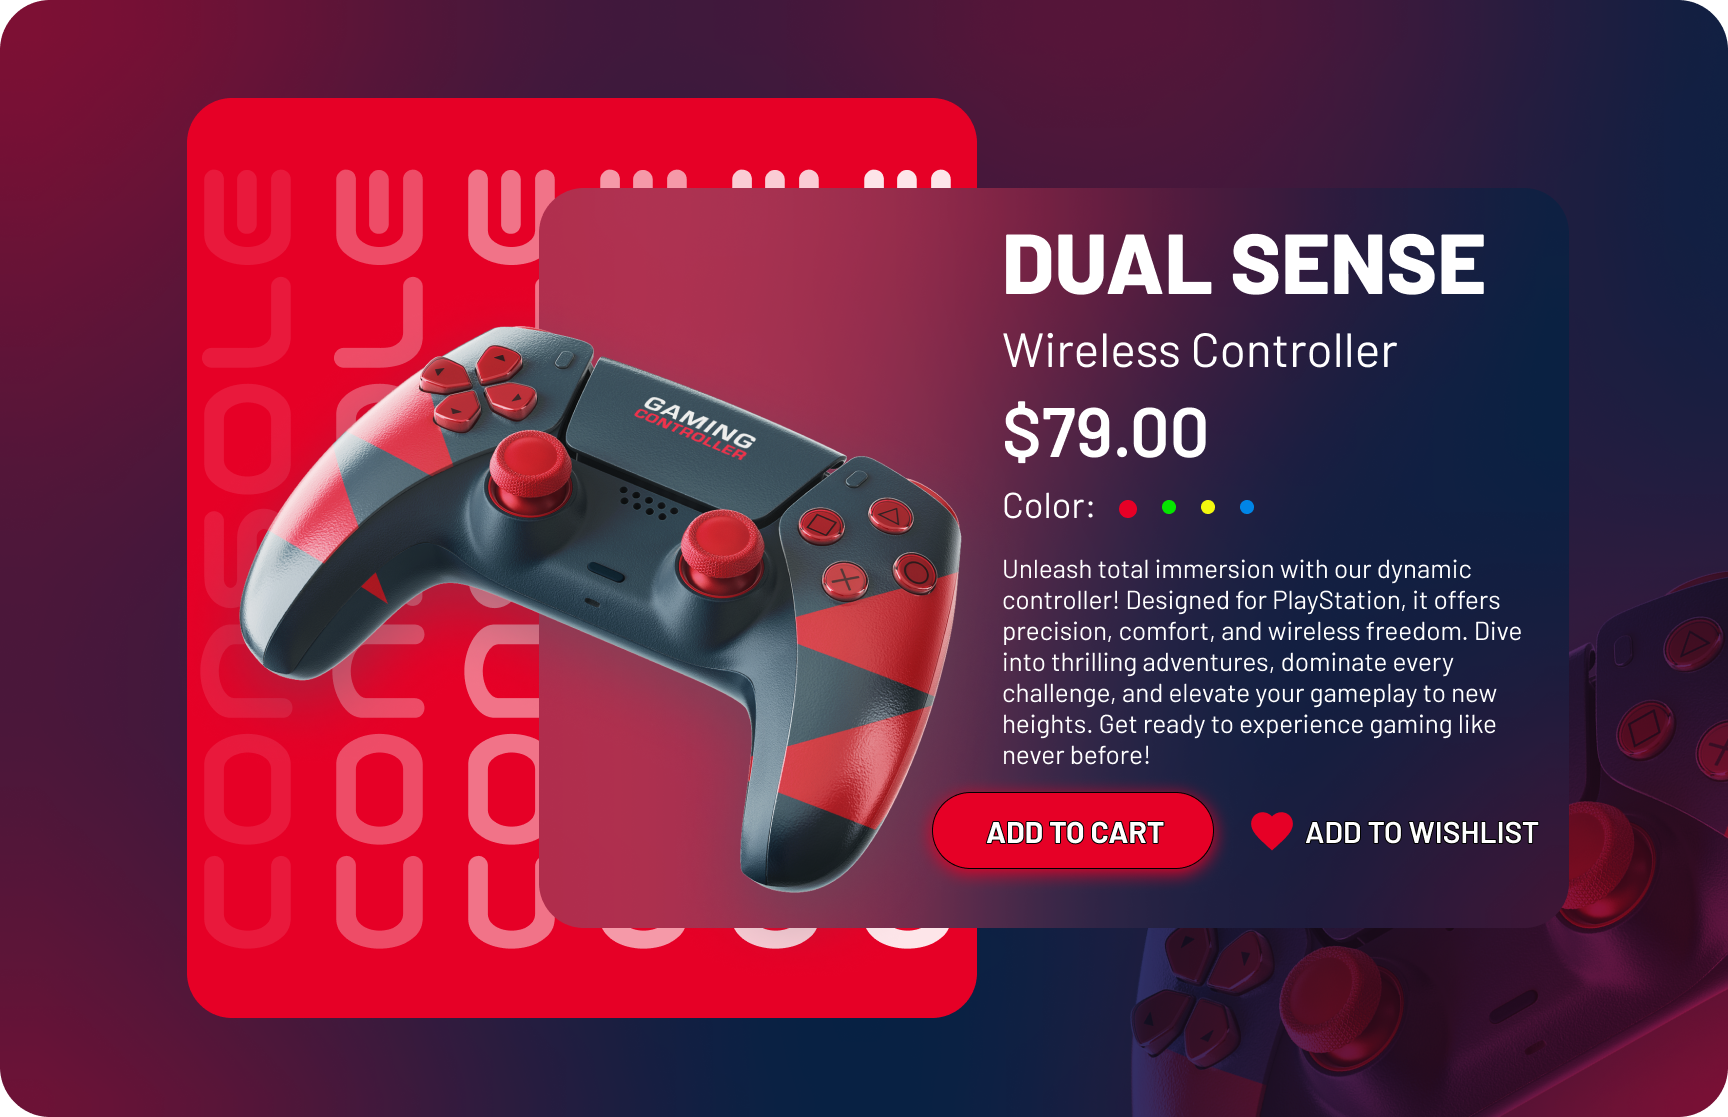 CONSOLE
DUAL SENSE
Wireless Controller
$79.00
Color:
GAMING
CONTROLLER
Unleash total immersion with our dynamic
controller! Designed for PlayStation, it offers
precision, comfort, and wireless freedom. Dive
into thrilling adventures, dominate every
challenge, and elevate your gameplay to new
heights. Get ready to experience gaming like
never before!
ADD TO CART
ADD TO WISHLIST